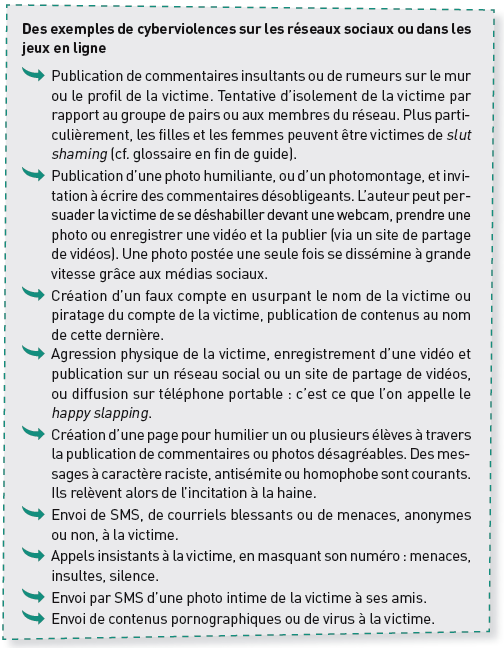 Des exemples de cyberviolences sur les réseaux sociaux ou dans les
jeux en ligne
Publication de commentaires insultants ou de rumeurs sur le mur
ou le profil de la victime. Tentative d'isolement de la victime par
rapport au groupe de pairs ou aux membres du réseau. Plus parti-
culièrement, les filles et les femmes peuvent être victimes de slut
shaming (cf. glossaire en fin de guide).
Publication d'une photo humiliante, ou d'un photomontage, et invi-
tation à écrire des commentaires désobligeants. L'auteur peut per-
suader la victime de se déshabiller devant une webcam, prendre une
photo ou enregistrer une vidéo et la publier (via un site de partage
de vidéos). Une photo postée une seule fois se dissémine à grande
vitesse grâce aux médias sociaux.
Création d'un faux compte en usurpant le nom de la victime ou
piratage du compte de la victime, publication de contenus au nom
de cette dernière.
Agression physique de la victime, enregistrement d'une vidéo et
publication sur un réseau social ou un site de partage de vidéos,
ou diffusion sur téléphone portable : c'est ce que l'on appelle le
happy slapping.
Création d'une page pour humilier un ou plusieurs élèves à travers
la publication de commentaires ou photos désagréables. Des mes-
sages à caractère raciste, antisémite ou homophobe sont courants.
Ils relèvent alors de l'incitation à la haine.
Envoi de SMS, de courriels blessants ou de menaces, anonymes
ou non, à la victime.
Appels insistants à la victime, en masquant son numéro : menaces,
insultes, silence.
Envoi par SMS d'une photo intime de la victime à ses amis.
Envoi de contenus pornographiques ou de virus à la victime.